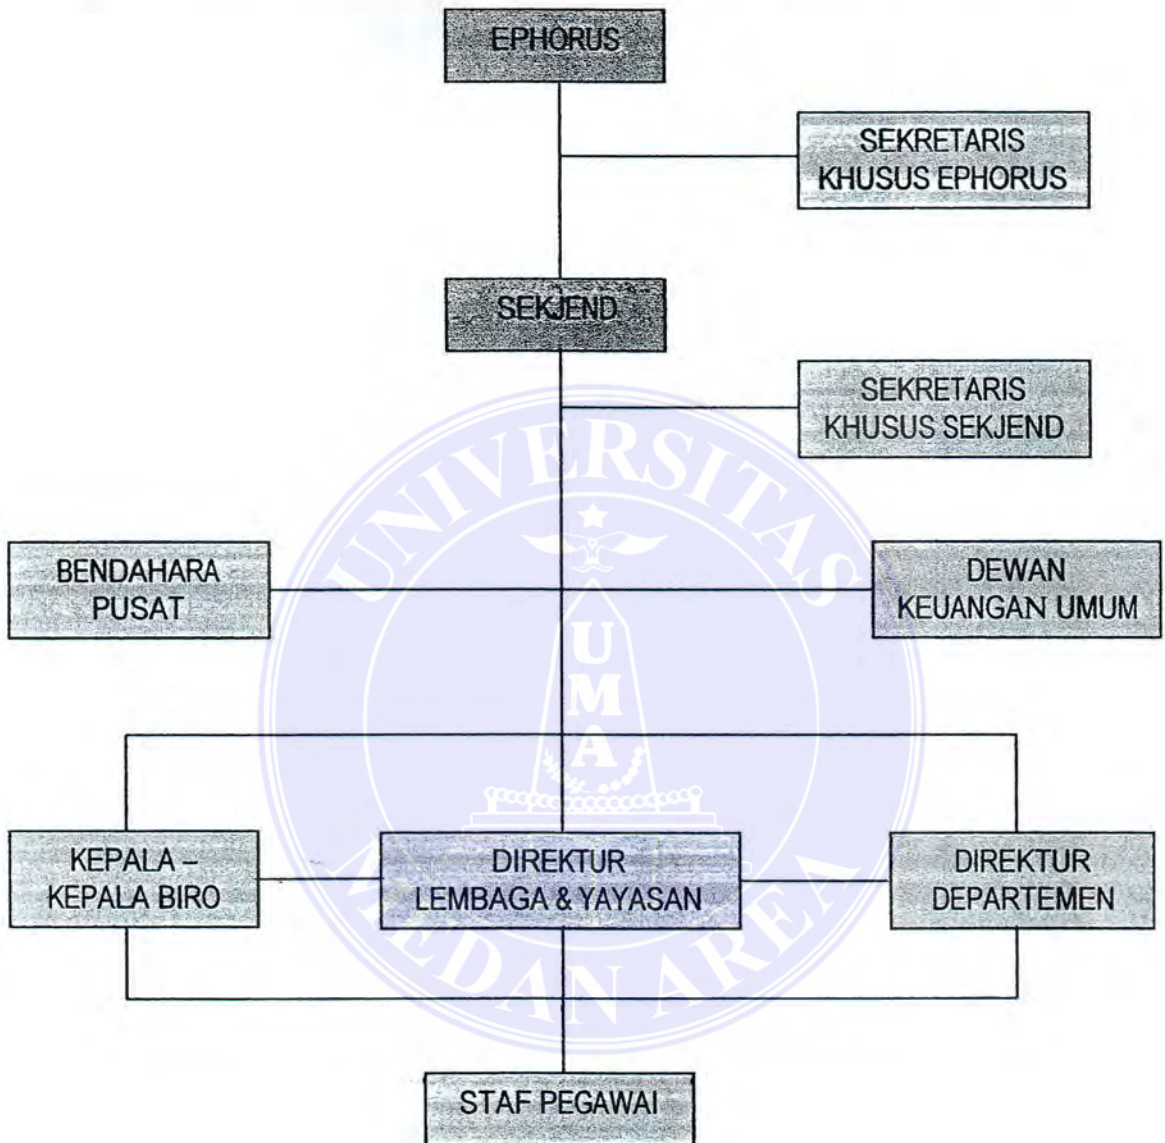 EPHORUS
SEKRETARIS
KHUSUS EPHORUS
SEKJEND
SEKRETARIS
KHUSUS SEKJEND
UNIVERSITAS
BENDAHARA
PUSAT
DEWAN
KEUANGAN UMUM
U
M
A
KEPALA –
KEPALA BIRO
DIREKTUR
LEMBAGA & YAYASAN
DIREKTUR
DEPARTEMEN
MEDAN AREA
STAF PEGAWAI